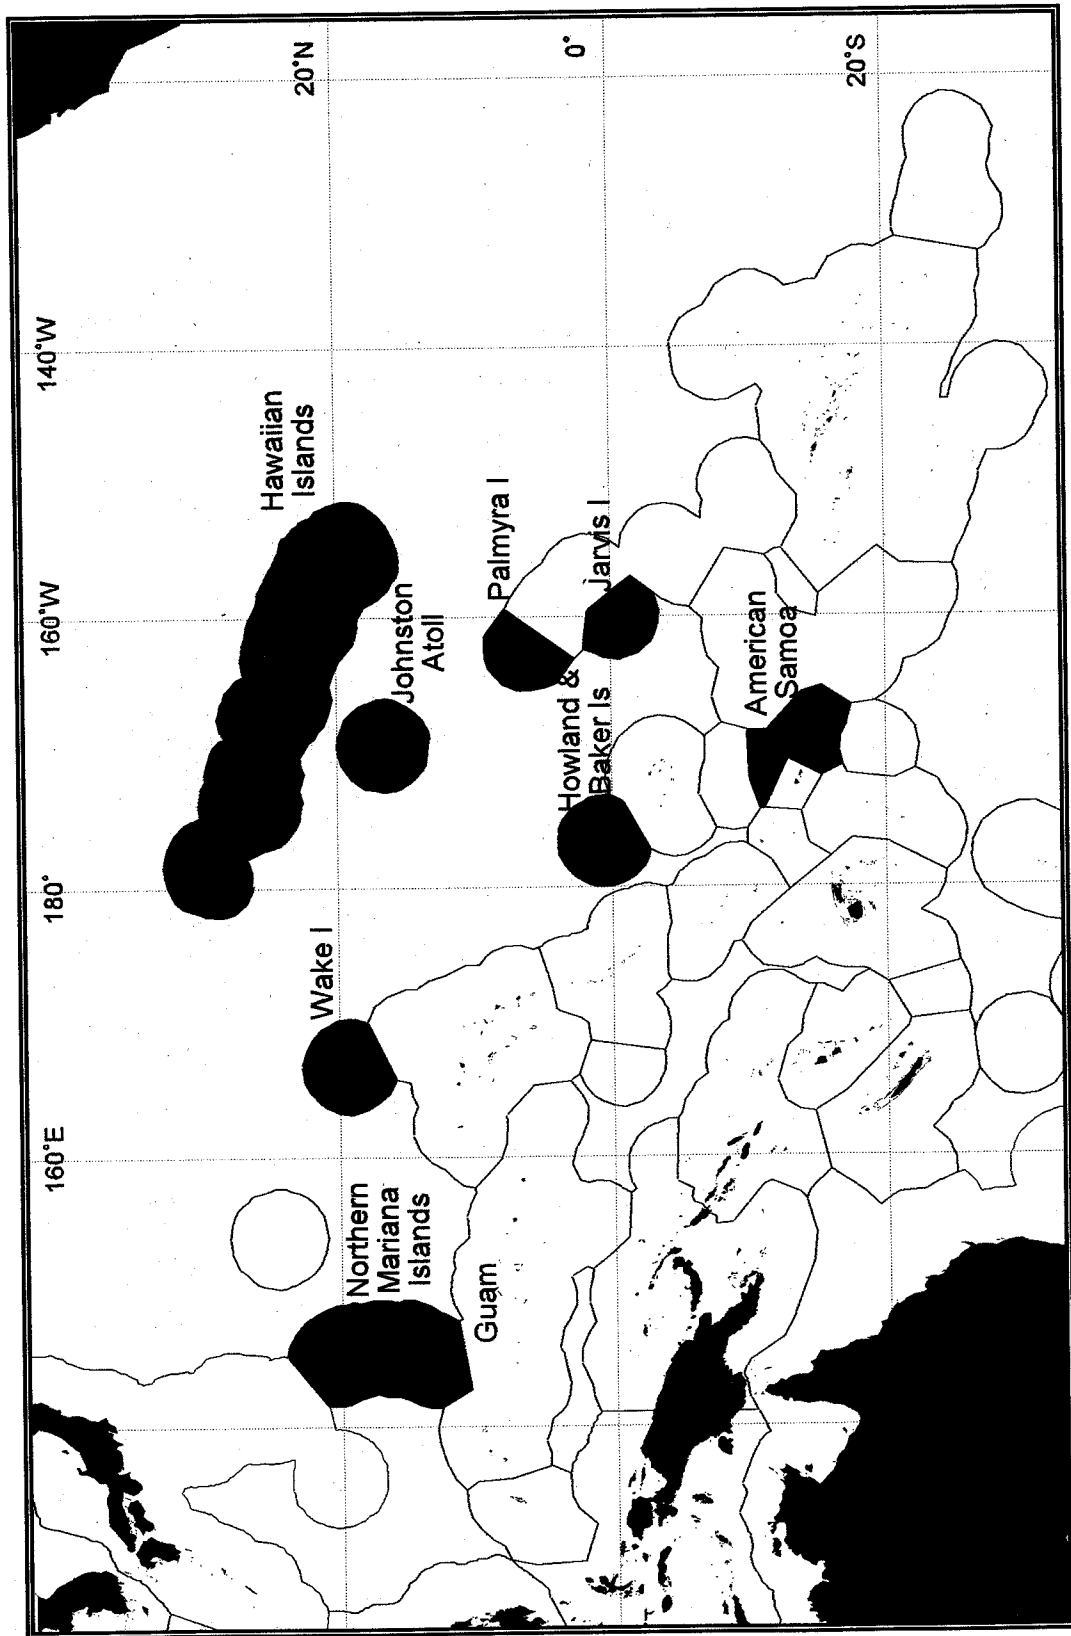 140°W
160°W
180°
160°E
20°N
0°
20°S
Hawaiian
Islands
Johnston
Atoll
Palmyra I
Jarvis I
Howland &
Baker Is
American
Samoa
Wake I
Northern
Mariana
Islands
Guam